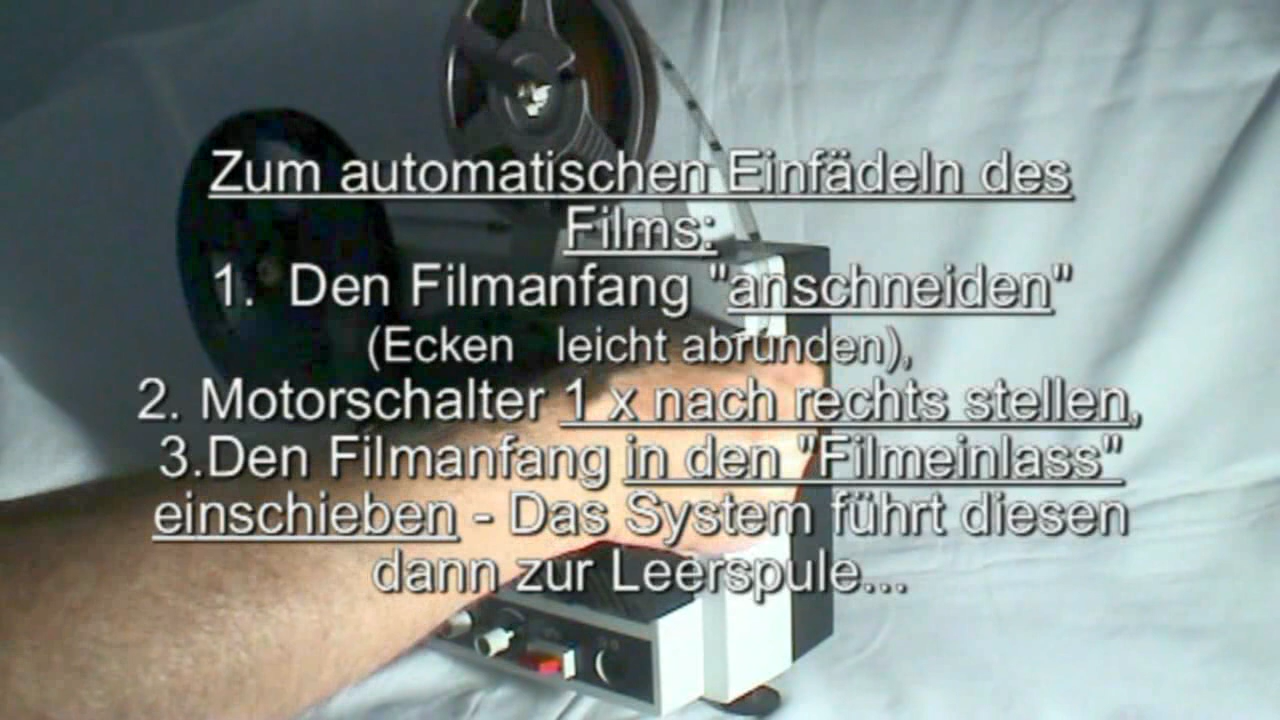 Zum automatischen Einfädeln des
Films:
1. Den Filmanfang "anschneiden"
(Ecken leicht abrunden),
2. Motorschalter 1 x nach rechts stellen,
3.Den Filmanfang in den "Filmeinlass"
einschieben - Das System führt diesen
dann zur Leerspule...